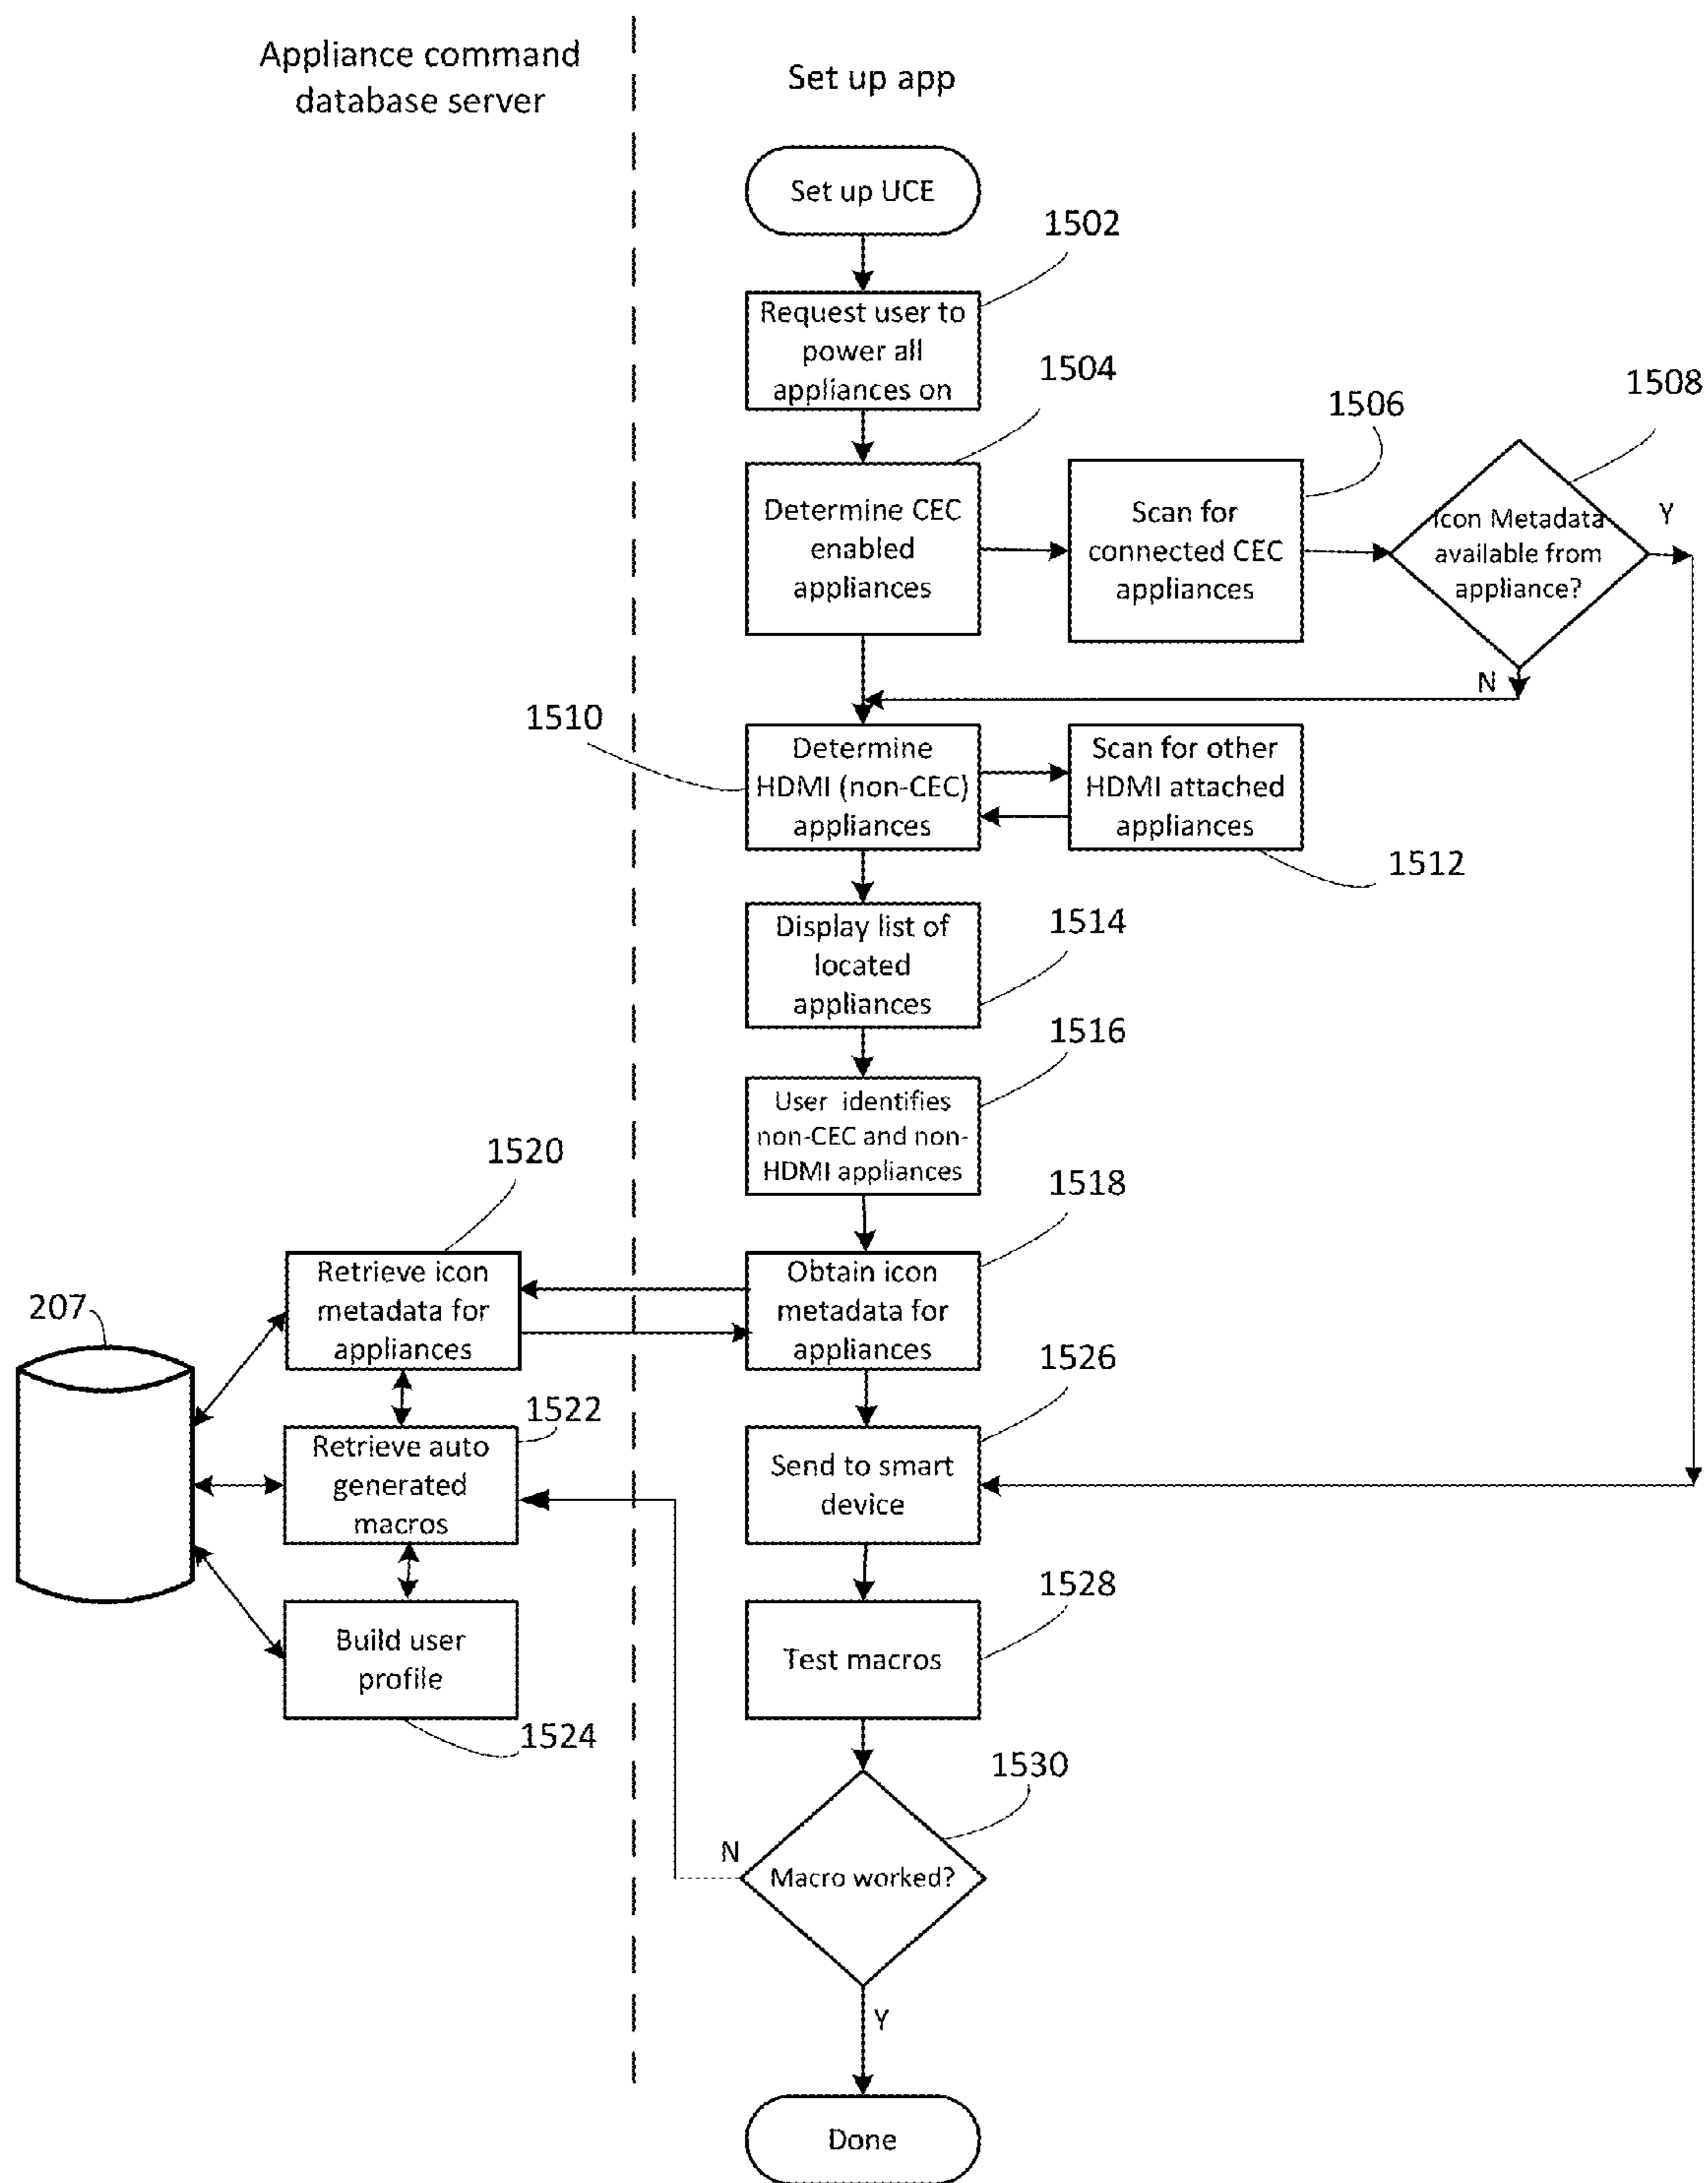 Appliance command
database server
Set up app
Set up UCE
1502
Request user to
power all
appliances on
1504
Determine CEC
enabled
appliances
1506
Scan for
connected CEC
appliances
1508
Icon Metadata
available from
appliance?
Y
N
1510
Determine
HDMI (non-CEC)
appliances
Scan for other
HDMI attached
appliances
1512
1514
Display list of
located
appliances
1516
User identifies
non-CEC and non-
HDMI appliances
1518
Obtain icon
metadata for
appliances
1520
Retrieve icon
metadata for
appliances
207
1522
Retrieve auto
generated
macros
1526
Send to smart
device
Build user
profile
1524
1528
Test macros
1530
Macro worked?
N
Y
Done